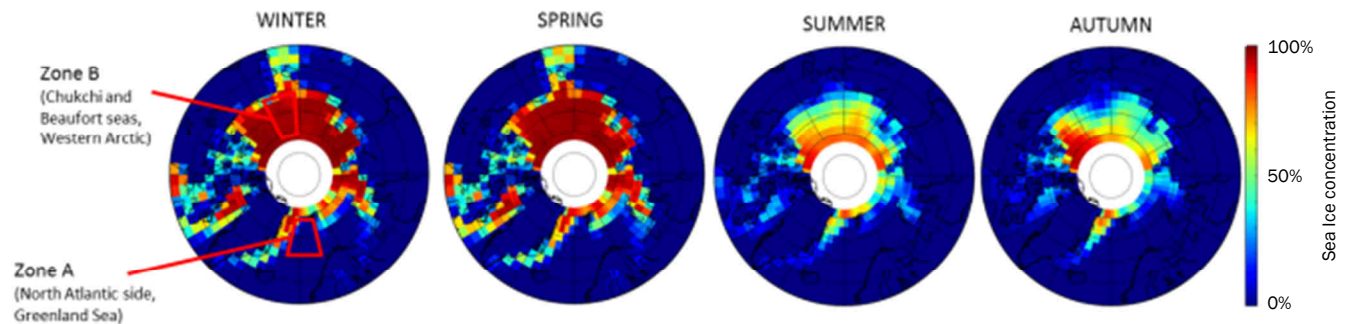 WINTER
SPRING
SUMMER
AUTUMN
Zone B
(Chukchi and
Beaufort seas,
Western Arctic)
Zone A
(North Atlantic side,
Greenland Sea)
100%
50%
0%
Sea Ice concentration